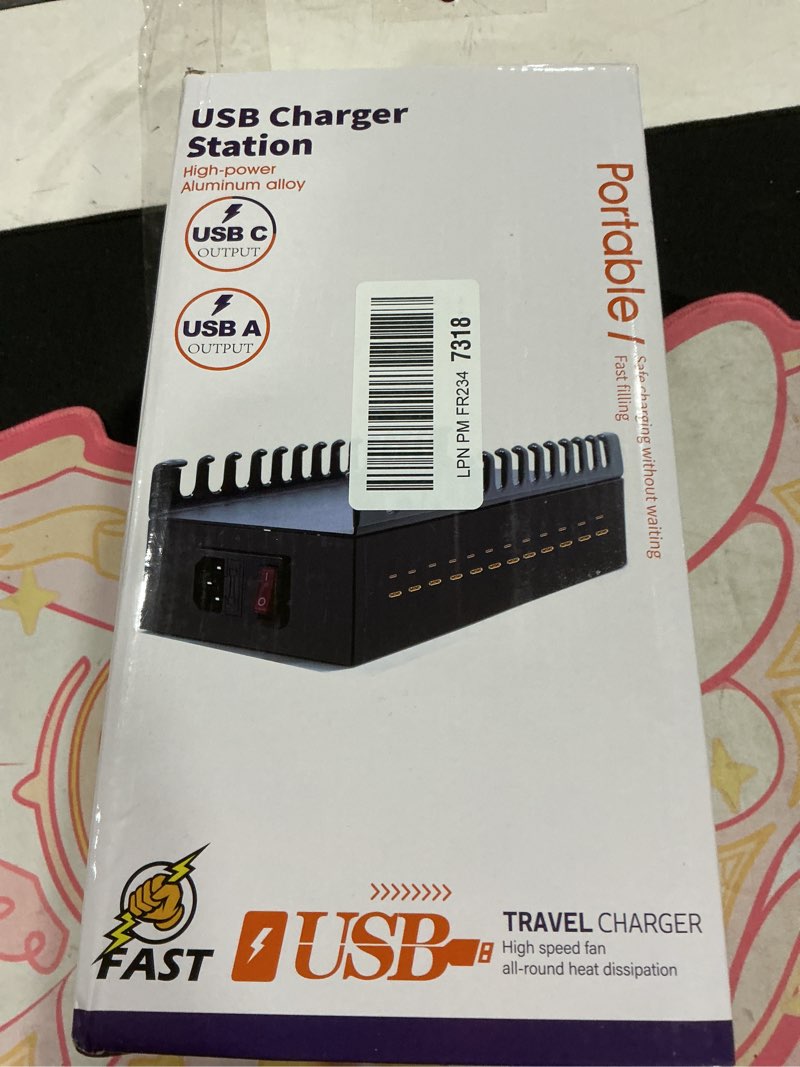 USB Charger
Station
High-power
Aluminum alloy
USB C
OUTPUT
USB A
OUTPUT
Portable /
Safe charging without waiting
Fast filling
LPN PM FR234 7318
FAST
USB
TRAVEL CHARGER
High speed fan
all-round heat dissipation